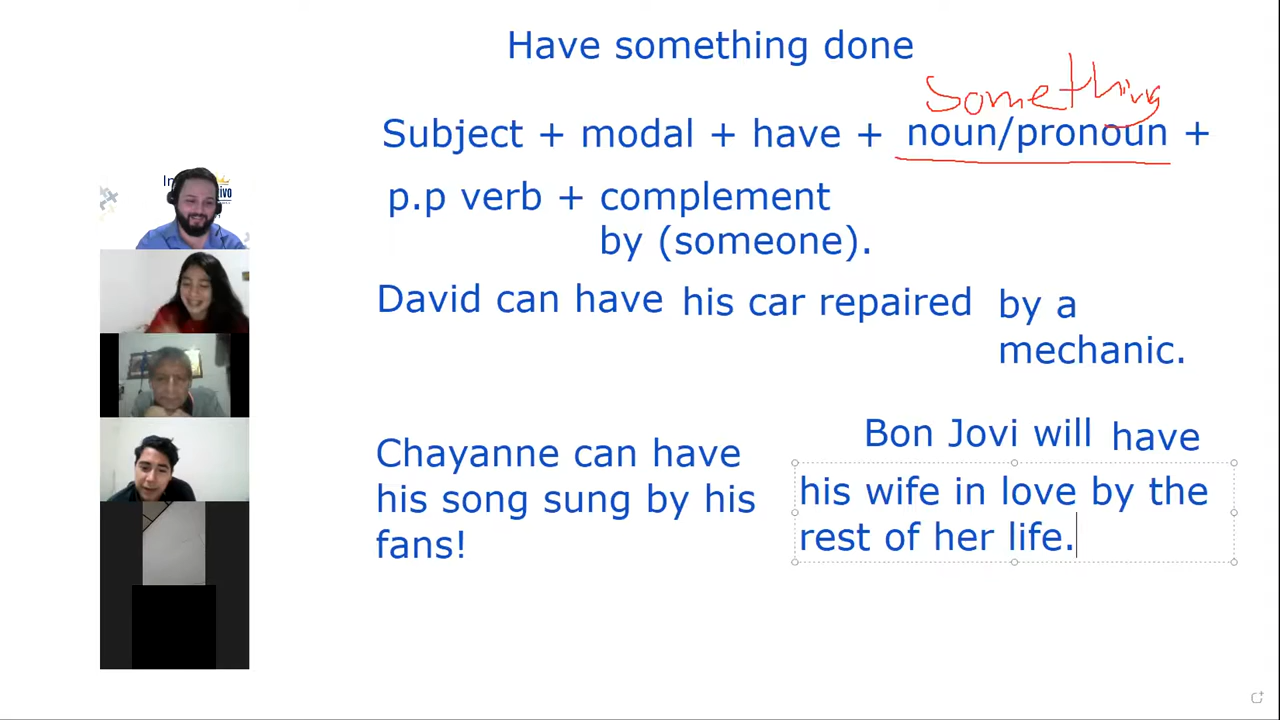 Have something done
something
Subject + modal + have + noun/pronoun +
p.p verb + complement
by (someone).
David can have his car repaired by a
mechanic.
Chayanne can have
his song sung by his
fans!
Bon Jovi will have
his wife in love by the
rest of her life.